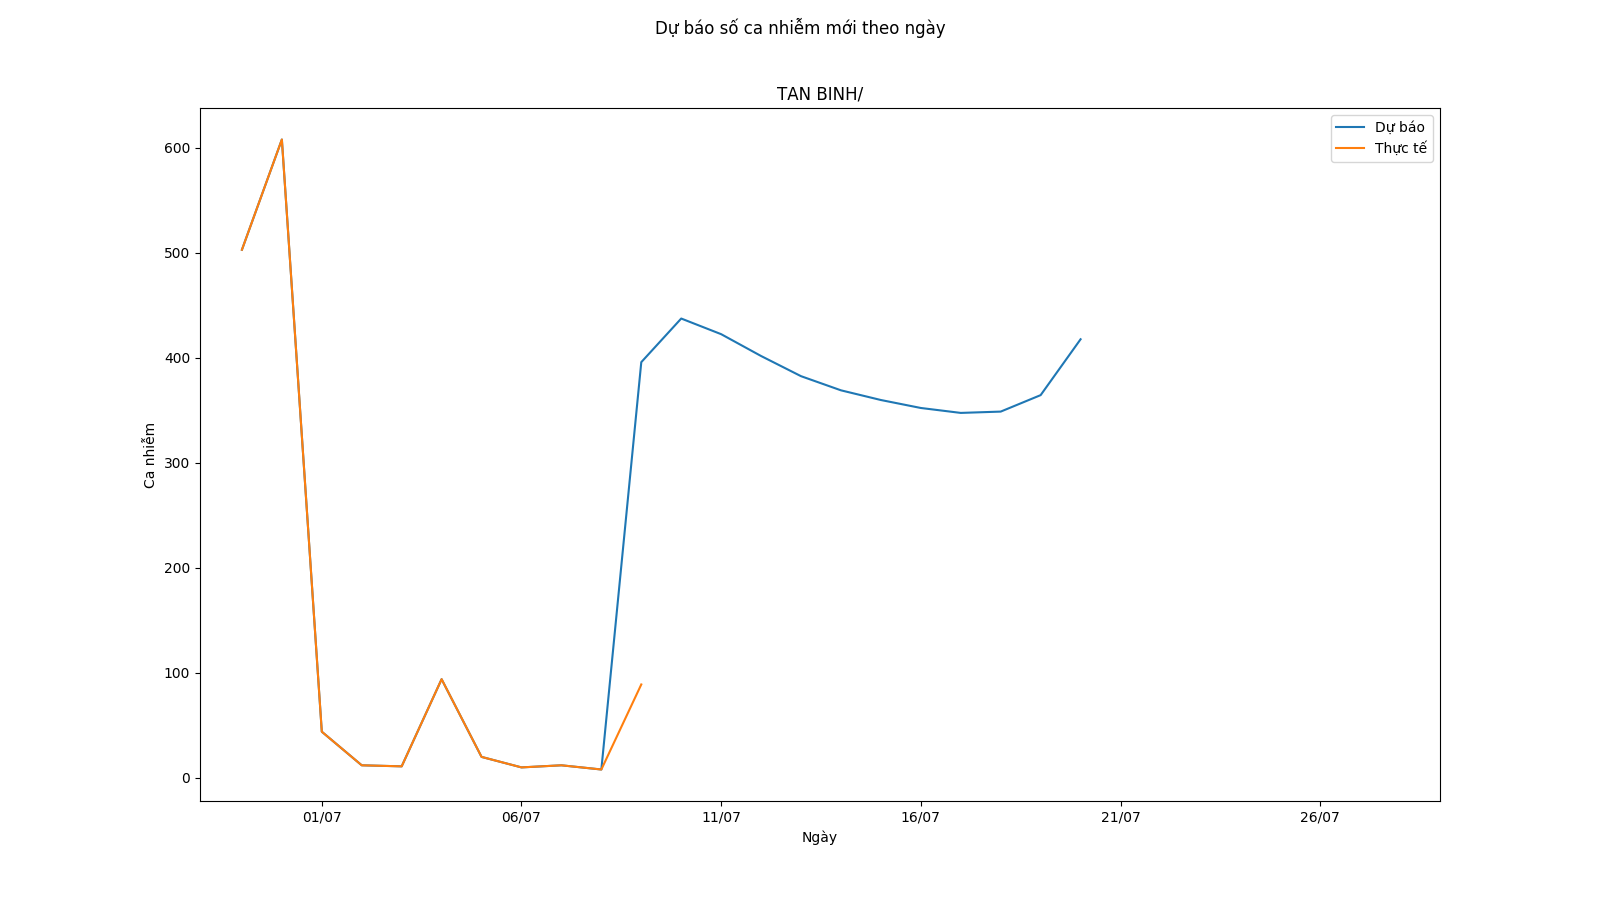 Dự báo số ca nhiễm mới theo ngày
TAN BINH/
Dự báo
Thực tế
600
500
400
300
200
100
0
Ca nhiễm
01/07
06/07
11/07
16/07
21/07
26/07
Ngày